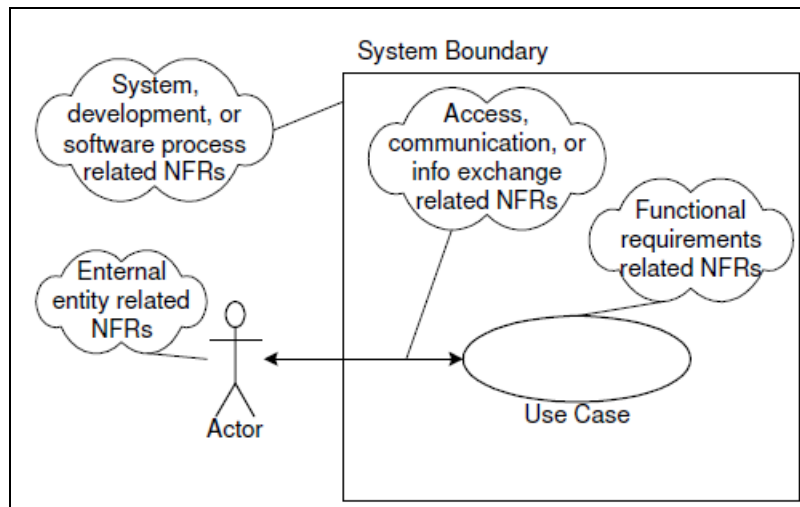 System Boundary
System,
development, or
software process
related NFRs
Access,
communication, or
info exchange
related NFRs
Functional
requirements
related NFRs
Enternal
entity related
NFRs
Actor
Use Case